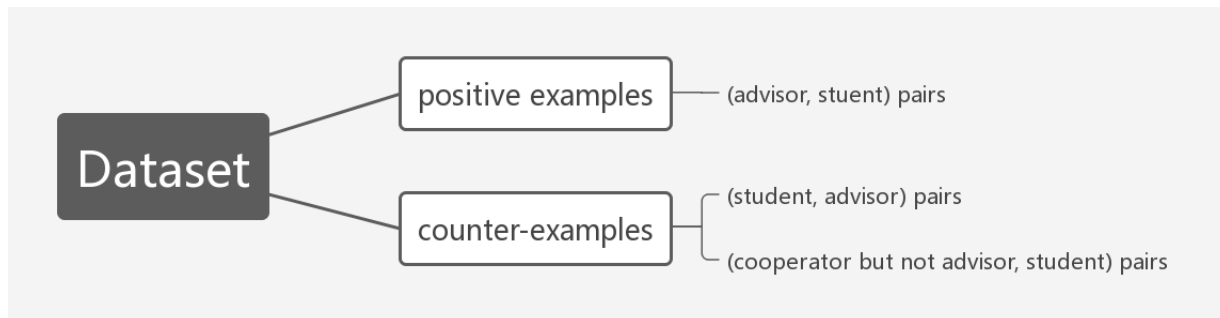 Dataset
positive examples
(advisor, stuent) pairs
counter-examples
(student, advisor) pairs
(cooperator but not advisor, student) pairs